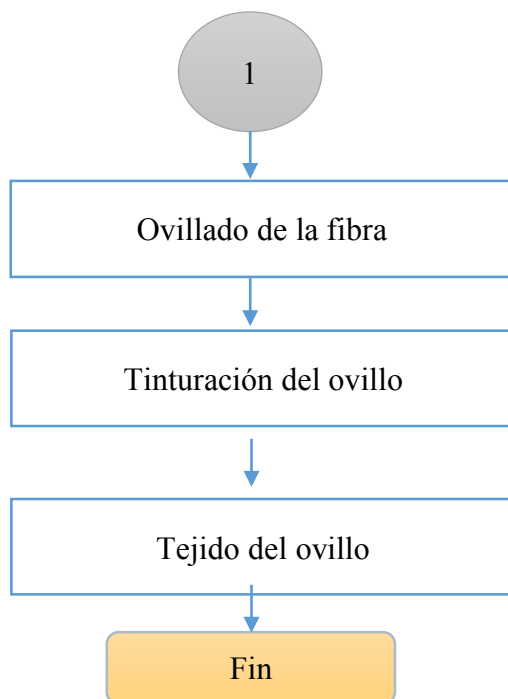 1
Ovillado de la fibra
Tinturación del ovillo
Tejido del ovillo
Fin